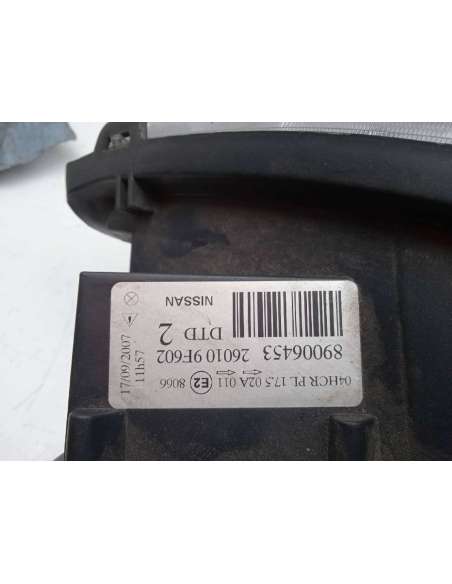 04HCR PL 17.5 02A 011 E2 8066
89006453 26010 9F602
DTD 2
NISSAN
17/09/2007
11h57